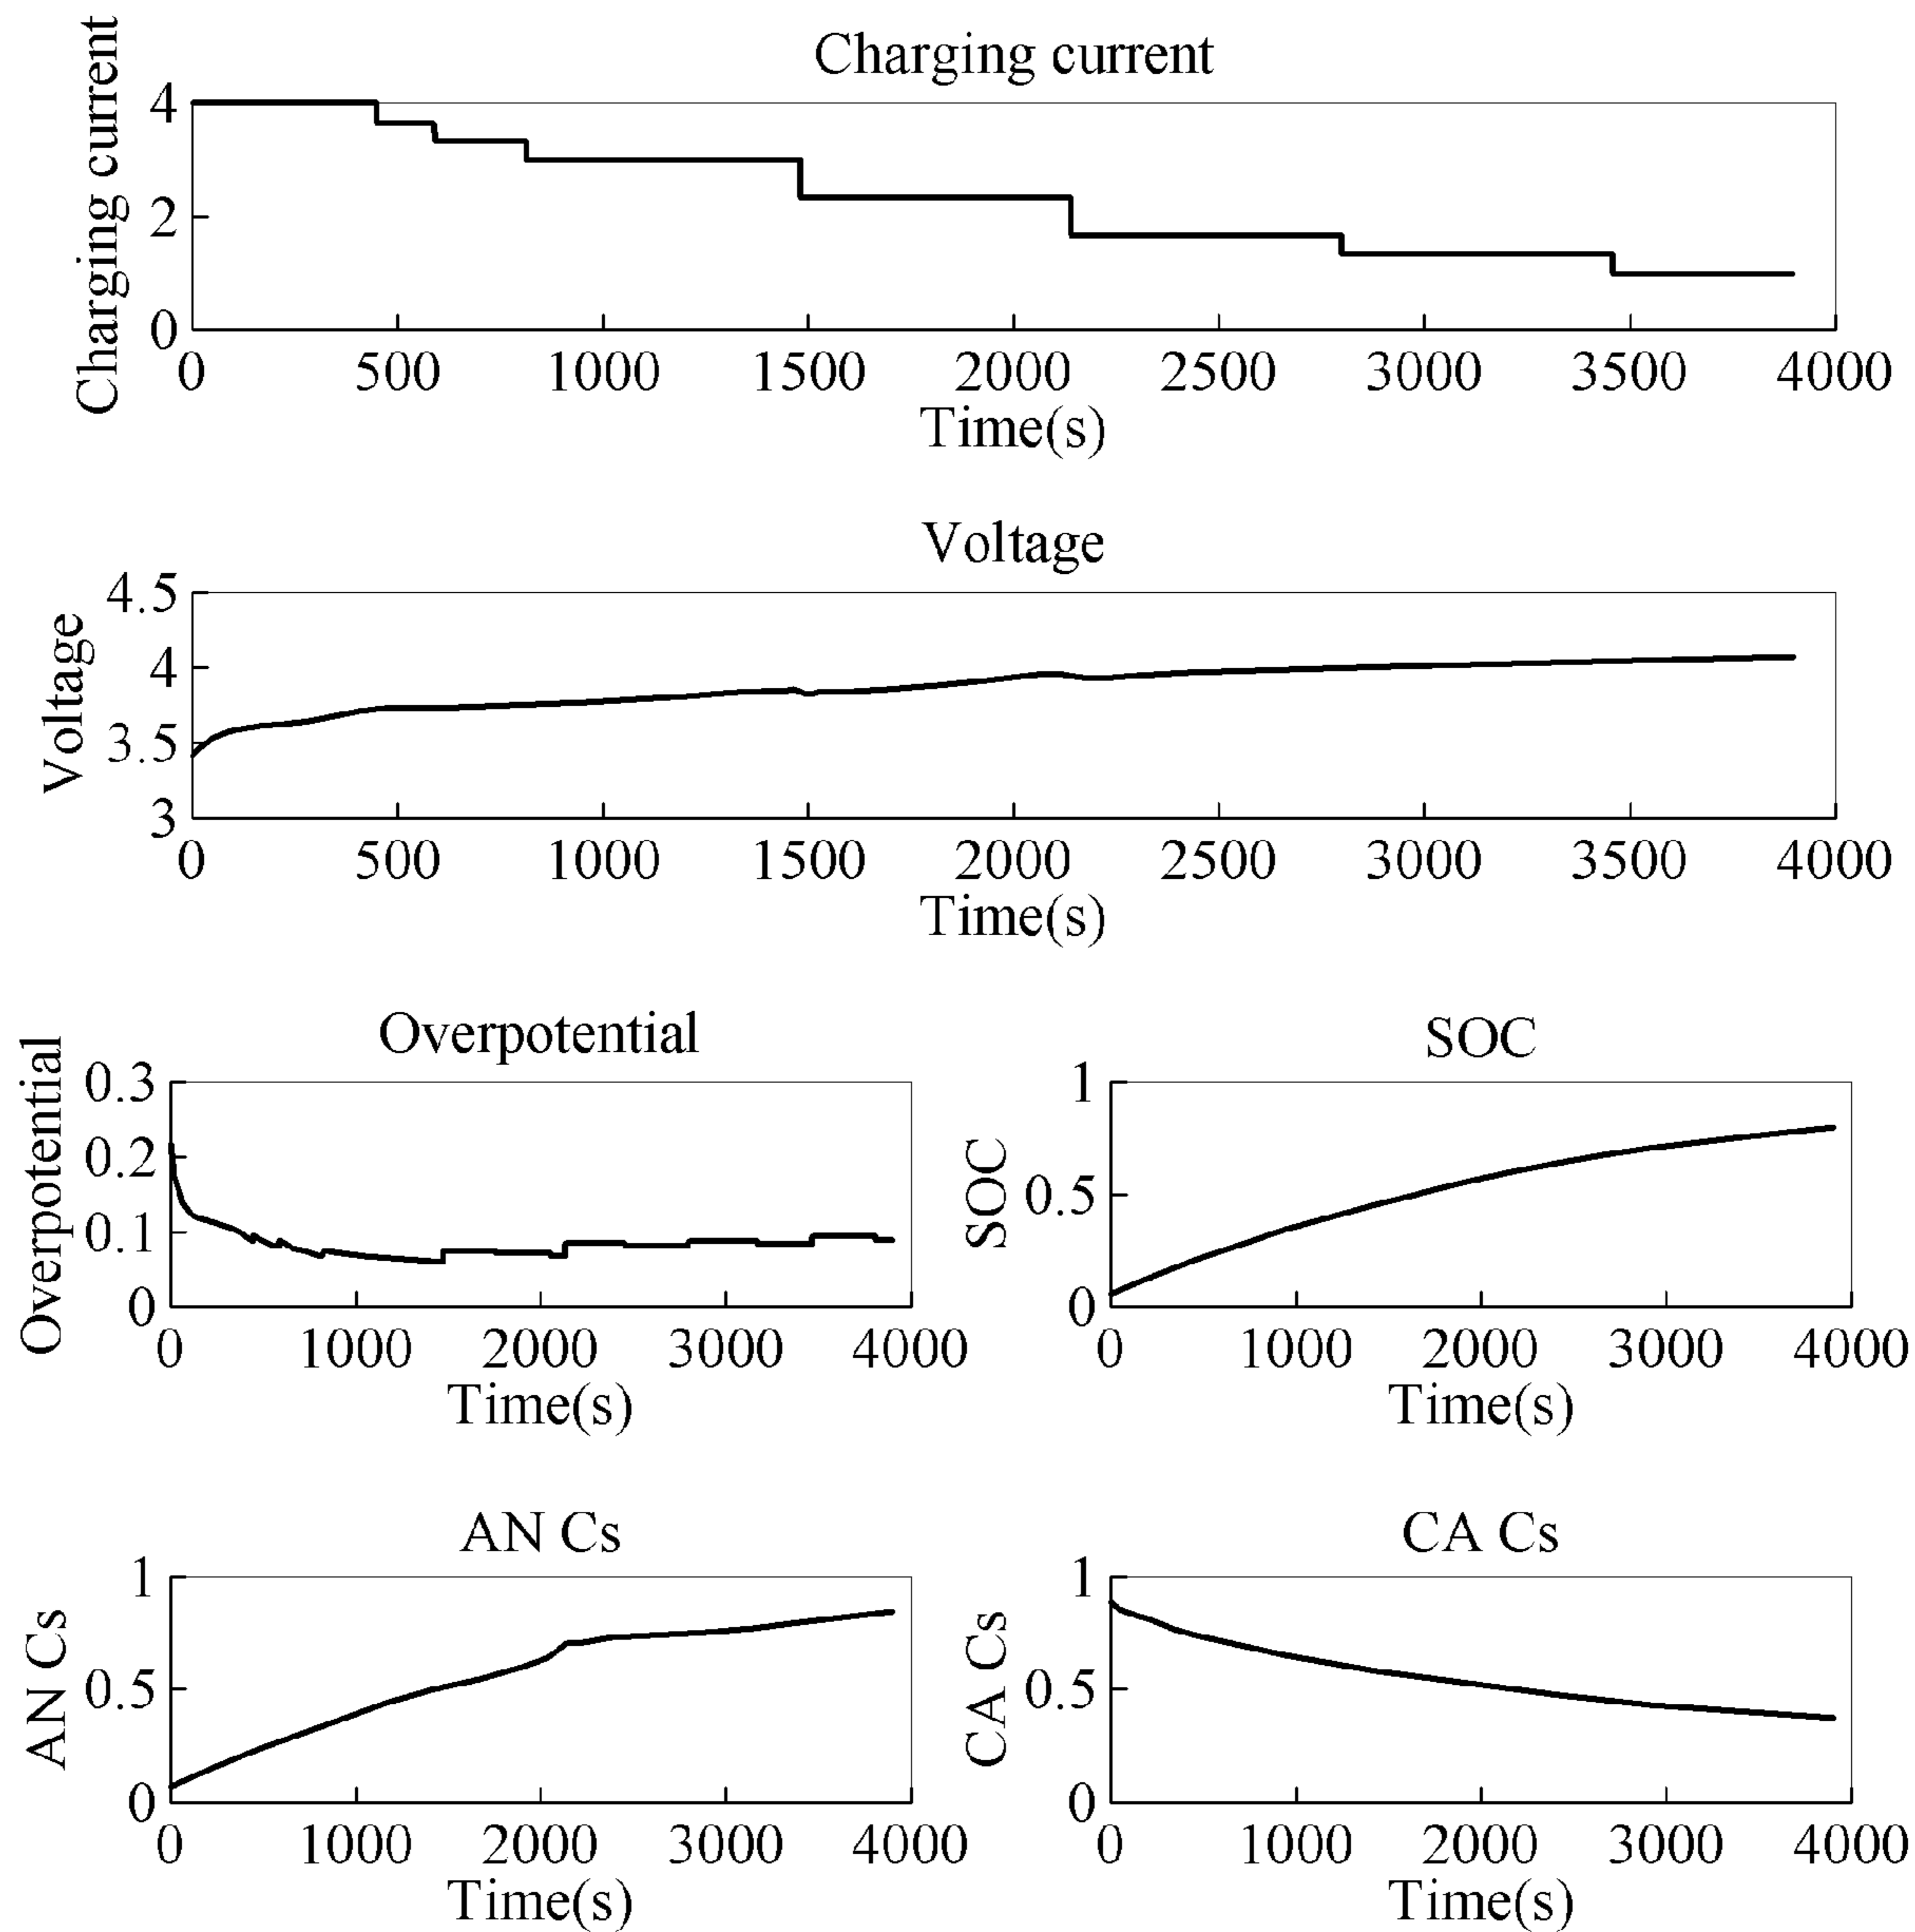 Charging current
Charging current
4
2
0
0 500 1000 1500 2000 2500 3000 3500 4000
Time(s)
Voltage
Voltage
4.5
4
3.5
3
0 500 1000 1500 2000 2500 3000 3500 4000
Time(s)
Overpotential
Overpotential
0.3
0.2
0.1
0
0 1000 2000 3000 4000
Time(s)
SOC
SOC
1
0.5
0
0 1000 2000 3000 4000
Time(s)
AN Cs
AN Cs
1
0.5
0
0 1000 2000 3000 4000
Time(s)
CA Cs
CA Cs
1
0.5
0
0 1000 2000 3000 4000
Time(s)